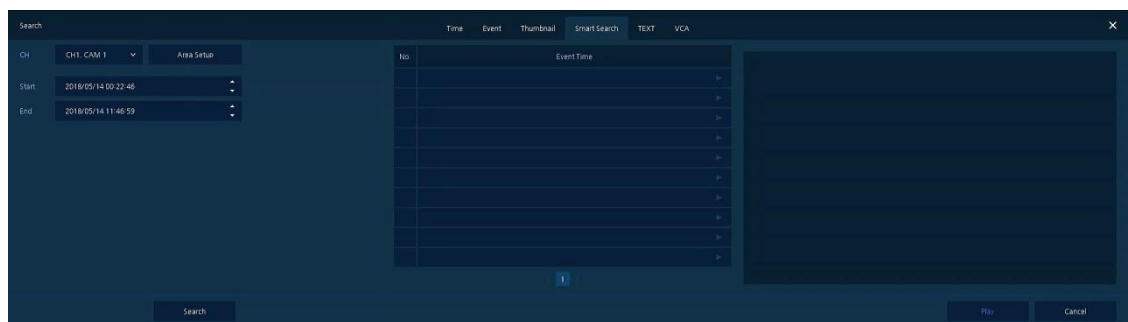 Search
Time Event Thumbnail Smart Search TEXT VCA
CH CH1. CAM 1 Area Setup
Start 2018/05/14 00:22:46
End 2018/05/14 11:46:59
No. Event Time
1
Search
Play Cancel